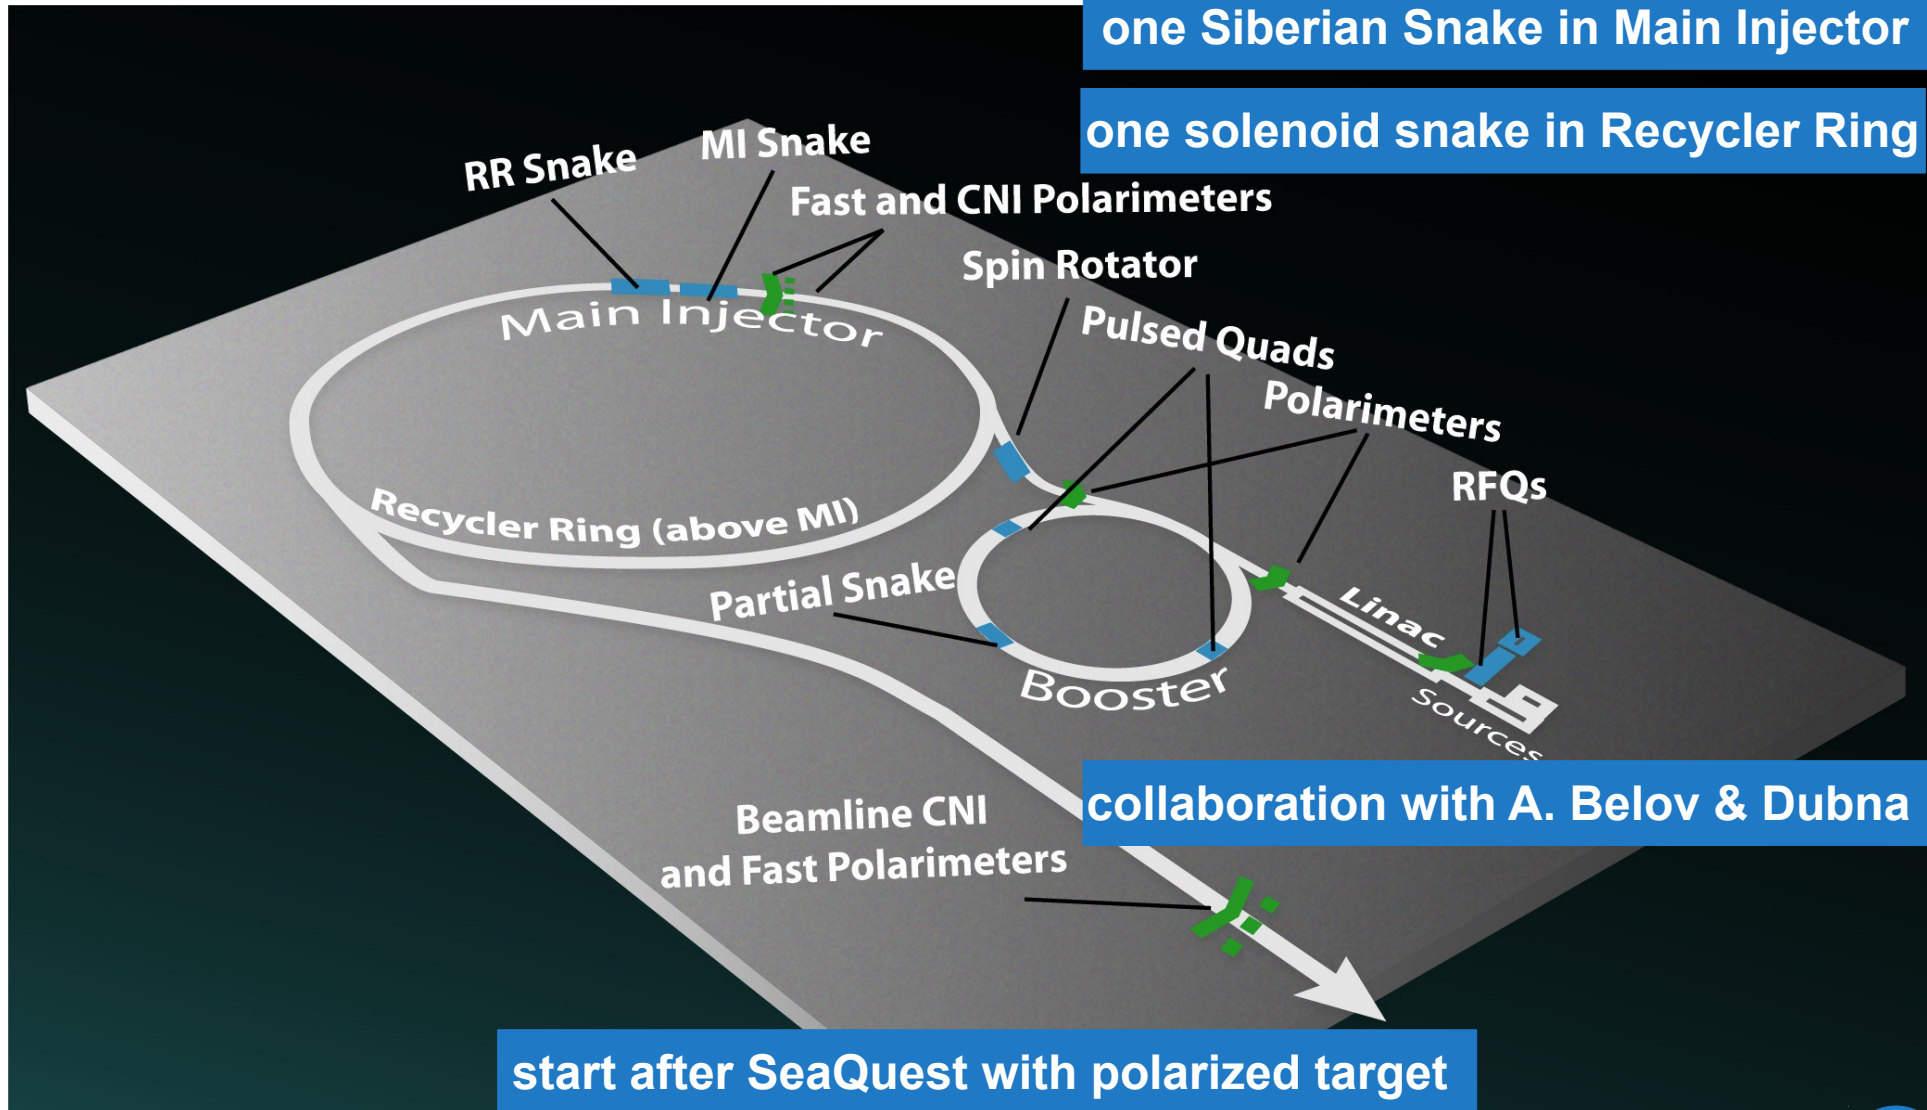 one Siberian Snake in Main Injector
one solenoid snake in Recycler Ring
RR Snake
MI Snake
Fast and CNI Polarimeters
Spin Rotator
Main Injector
Pulsed Quads
Polarimeters
RFQs
Recycler Ring (above MI)
Partial Snake
Linac
Booster
Sources
collaboration with A. Belov & Dubna
Beamline CNI
and Fast Polarimeters
start after SeaQuest with polarized target